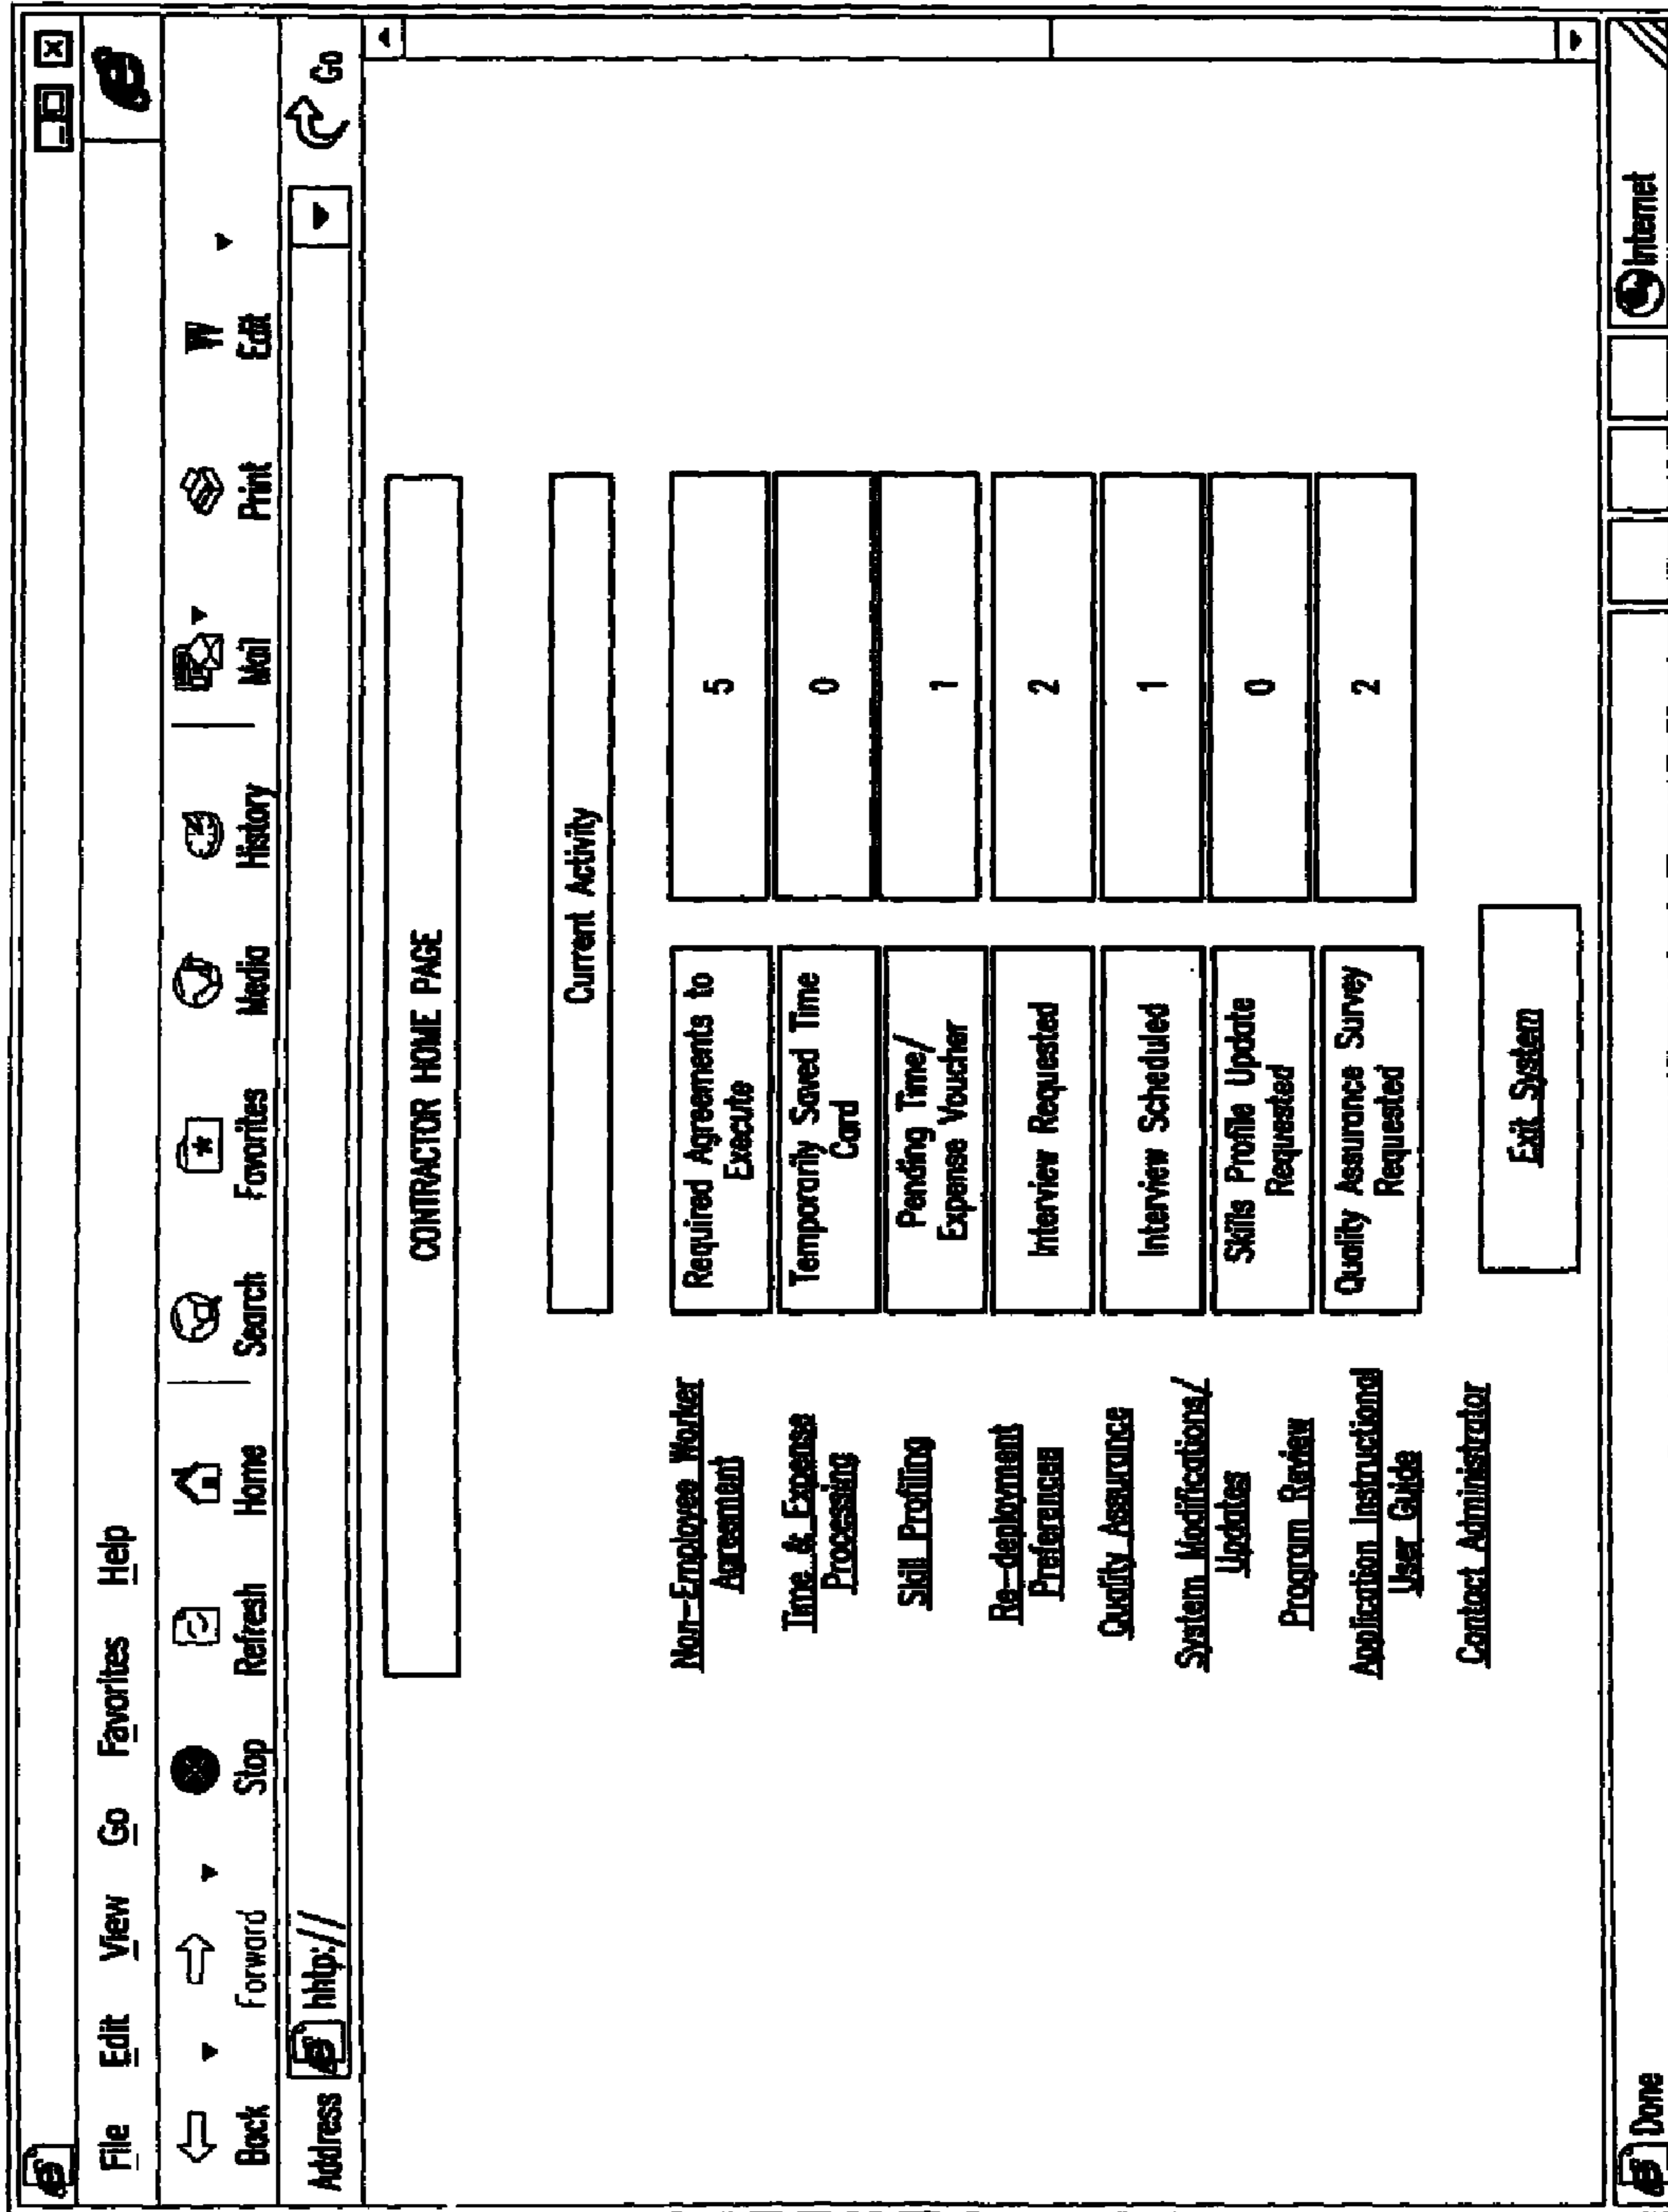 File Edit View Go Favorites Help
Back Forward Stop Refresh Home Search Favorites Media History Mail Print Edit
Address hhtp:// Go
CONTRACTOR HOME PAGE
Current Activity
Non-Employee Worker
Agreement
Required Agreements to
Execute
5
Time & Expense
Processing
Temporarily Saved Time
Card
0
Skill Profiling
Pending Time/
Expense Voucher
1
Re-deployment
Preferences
Interview Requested
2
Quality Assurance
Interview Scheduled
1
System Modifications/
Updates
Skills Profile Update
Requested
0
Program Review
Quality Assurance Survey
Requested
2
Application Instructional
User Guide
Contact Administrator
Exit System
Done
Internet